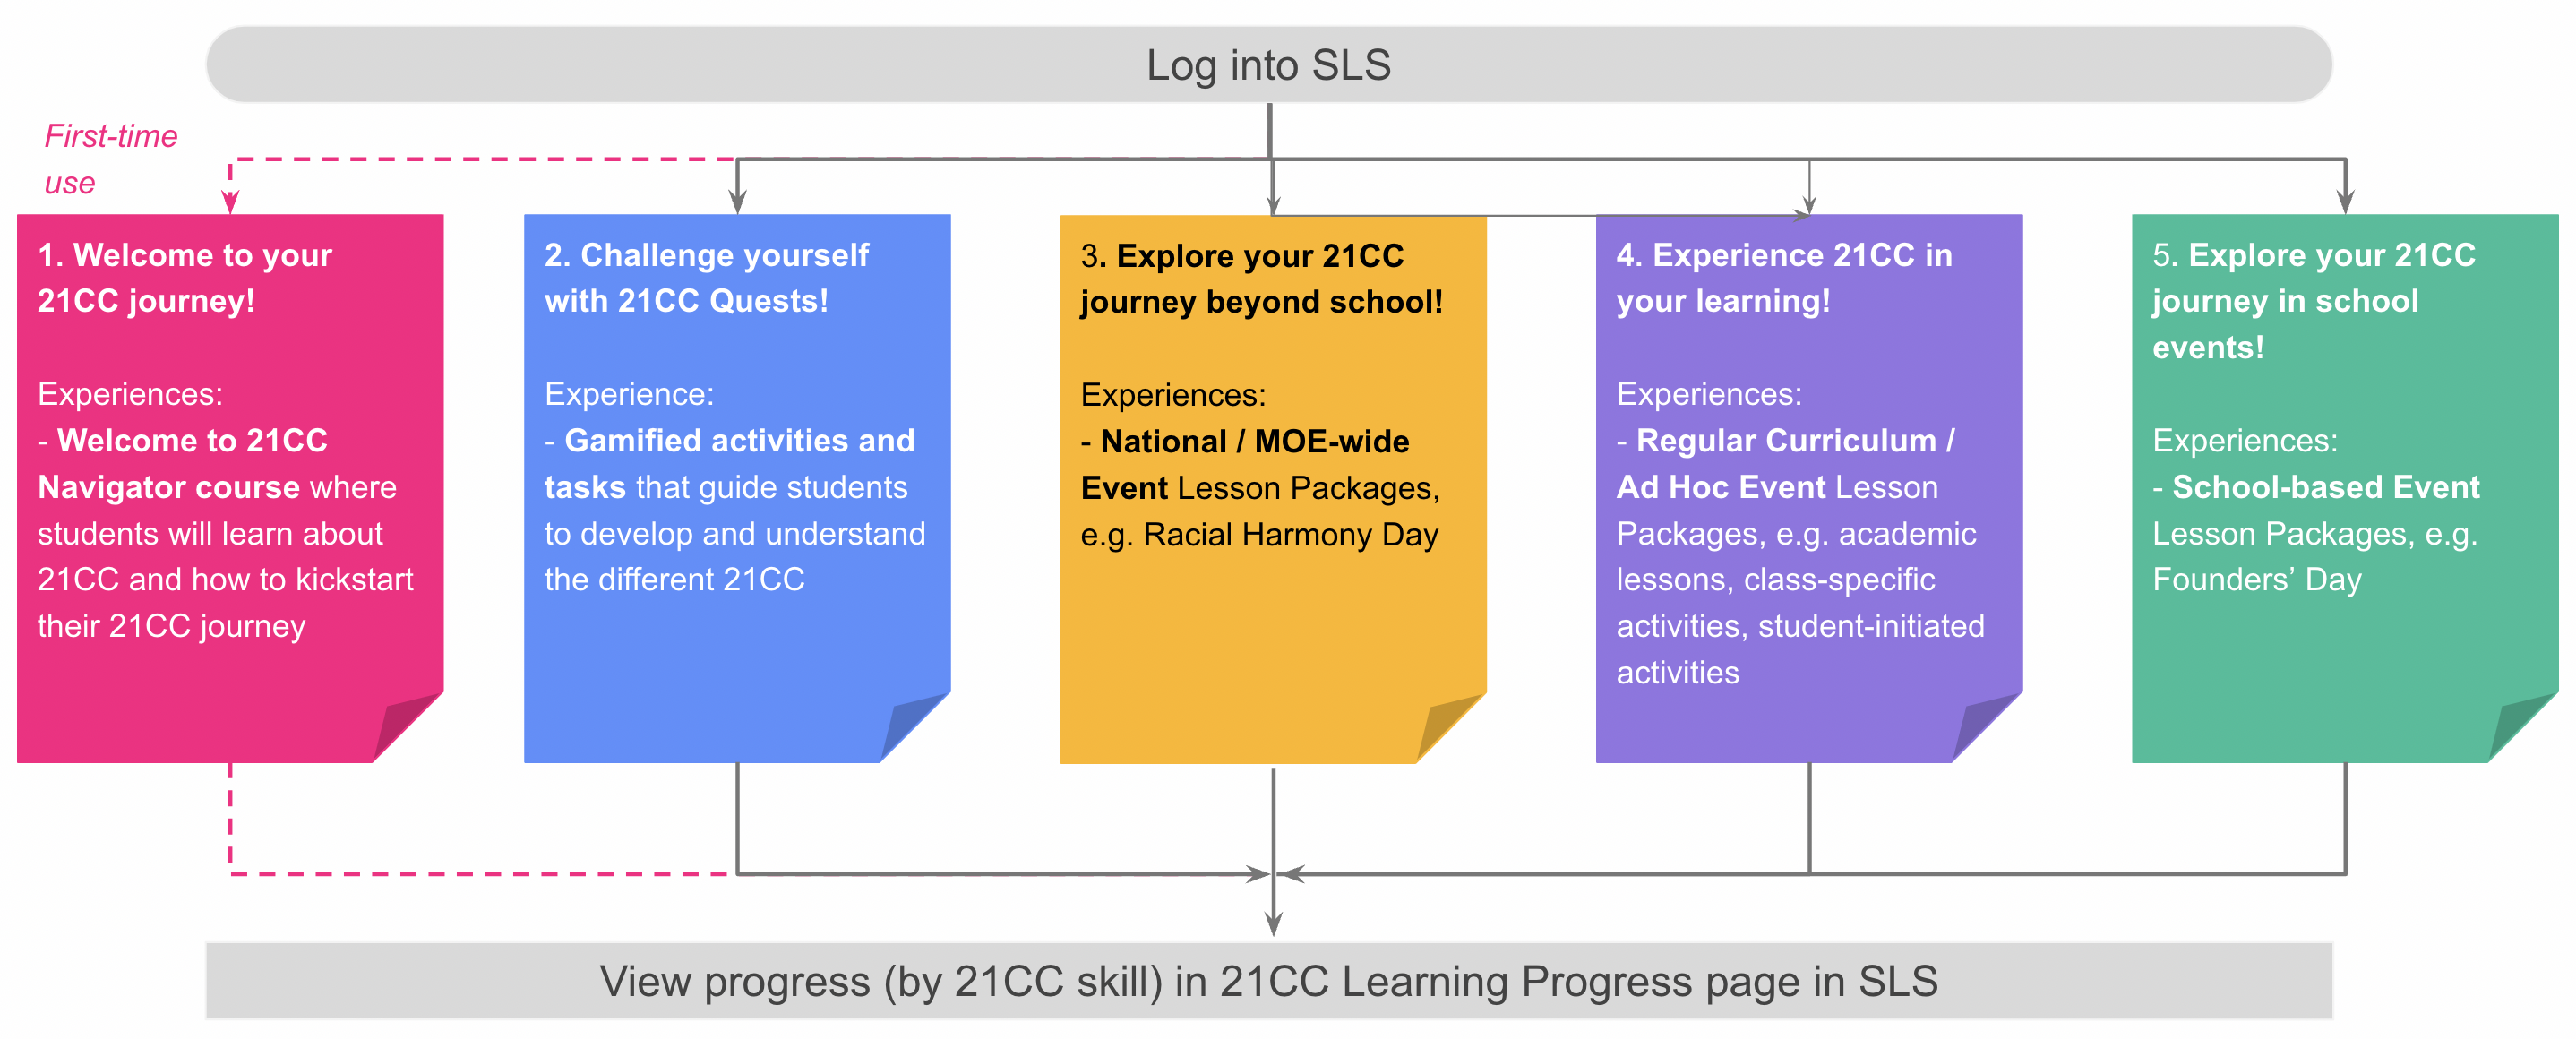 Log into SLS
First-time
use
1. Welcome to your
21CC journey!
Experiences:
- Welcome to 21CC
Navigator course where
students will learn about
21CC and how to kickstart
their 21CC journey
2. Challenge yourself
with 21CC Quests!
Experience:
- Gamified activities and
tasks that guide students
to develop and understand
the different 21CC
3. Explore your 21CC
journey beyond school!
Experiences:
- National / MOE-wide
Event Lesson Packages,
e.g. Racial Harmony Day
4. Experience 21CC in
your learning!
Experiences:
- Regular Curriculum /
Ad Hoc Event Lesson
Packages, e.g. academic
lessons, class-specific
activities, student-initiated
activities
5. Explore your 21CC
journey in school
events!
Experiences:
- School-based Event
Lesson Packages, e.g.
Founders’ Day
View progress (by 21CC skill) in 21CC Learning Progress page in SLS